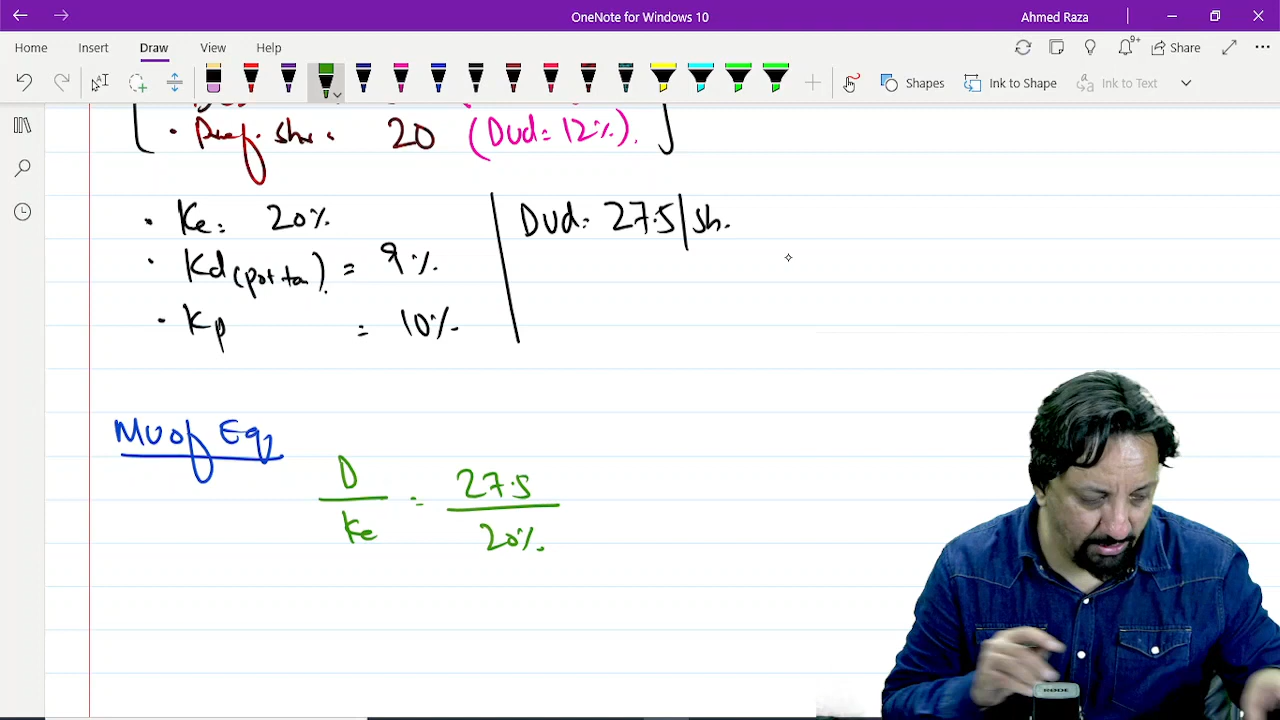 OneNote for Windows 10
Ahmed Raza
Home Insert Draw View Help
9+
Share
Shapes Ink to Shape Ink to Text
• Pref. Shr: 20 (Dvd = 12%).
• Ke: 20% Dvd: 27.5/sh.
• Kd (post tax). = 9%.
• Kp = 10%.
MV of Eq
D = 27.5
Ke 20%.
RODE